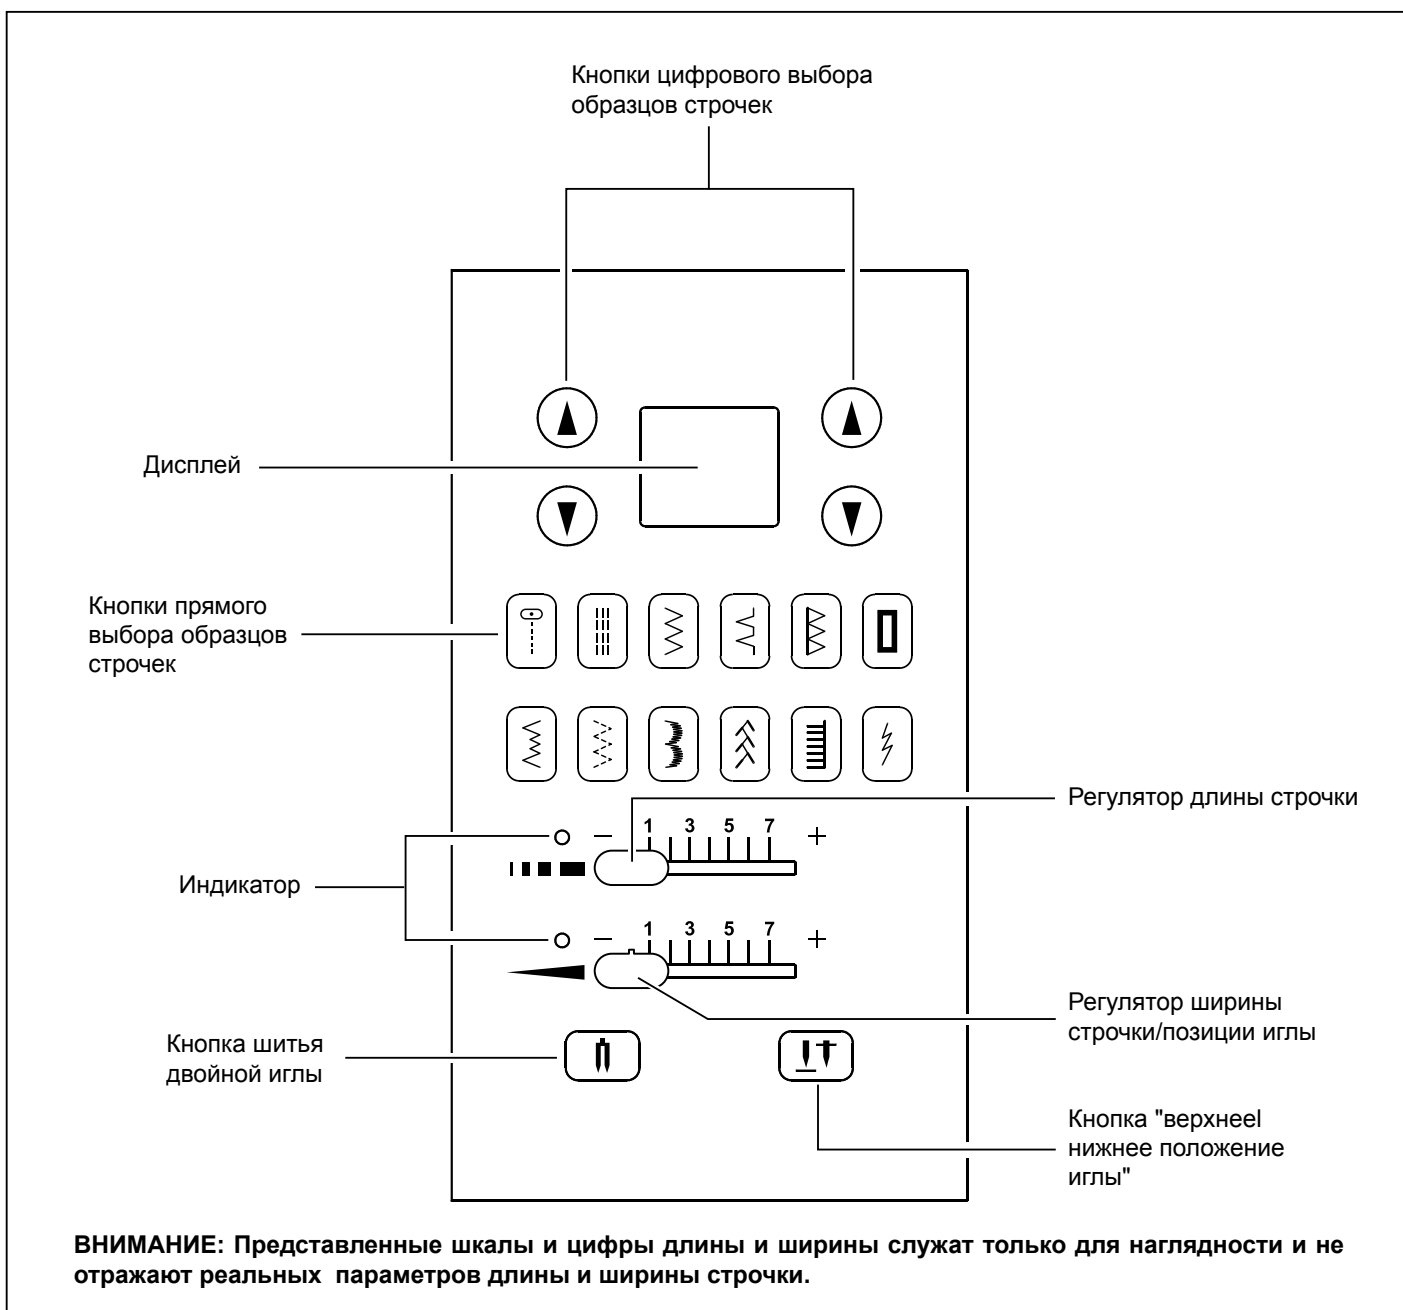 Кнопки цифрового выбора
образцов строчек
Дисплей
Кнопки прямого
выбора образцов
строчек
Регулятор длины строчки
− 1 3 5 7 +
Индикатор
− 1 3 5 7 +
Регулятор ширины
строчки/позиции иглы
Кнопка шитья
двойной иглы
Кнопка "верхнееl
нижнее положение
иглы"
ВНИМАНИЕ: Представленные шкалы и цифры длины и ширины служат только для наглядности и не
отражают реальных параметров длины и ширины строчки.